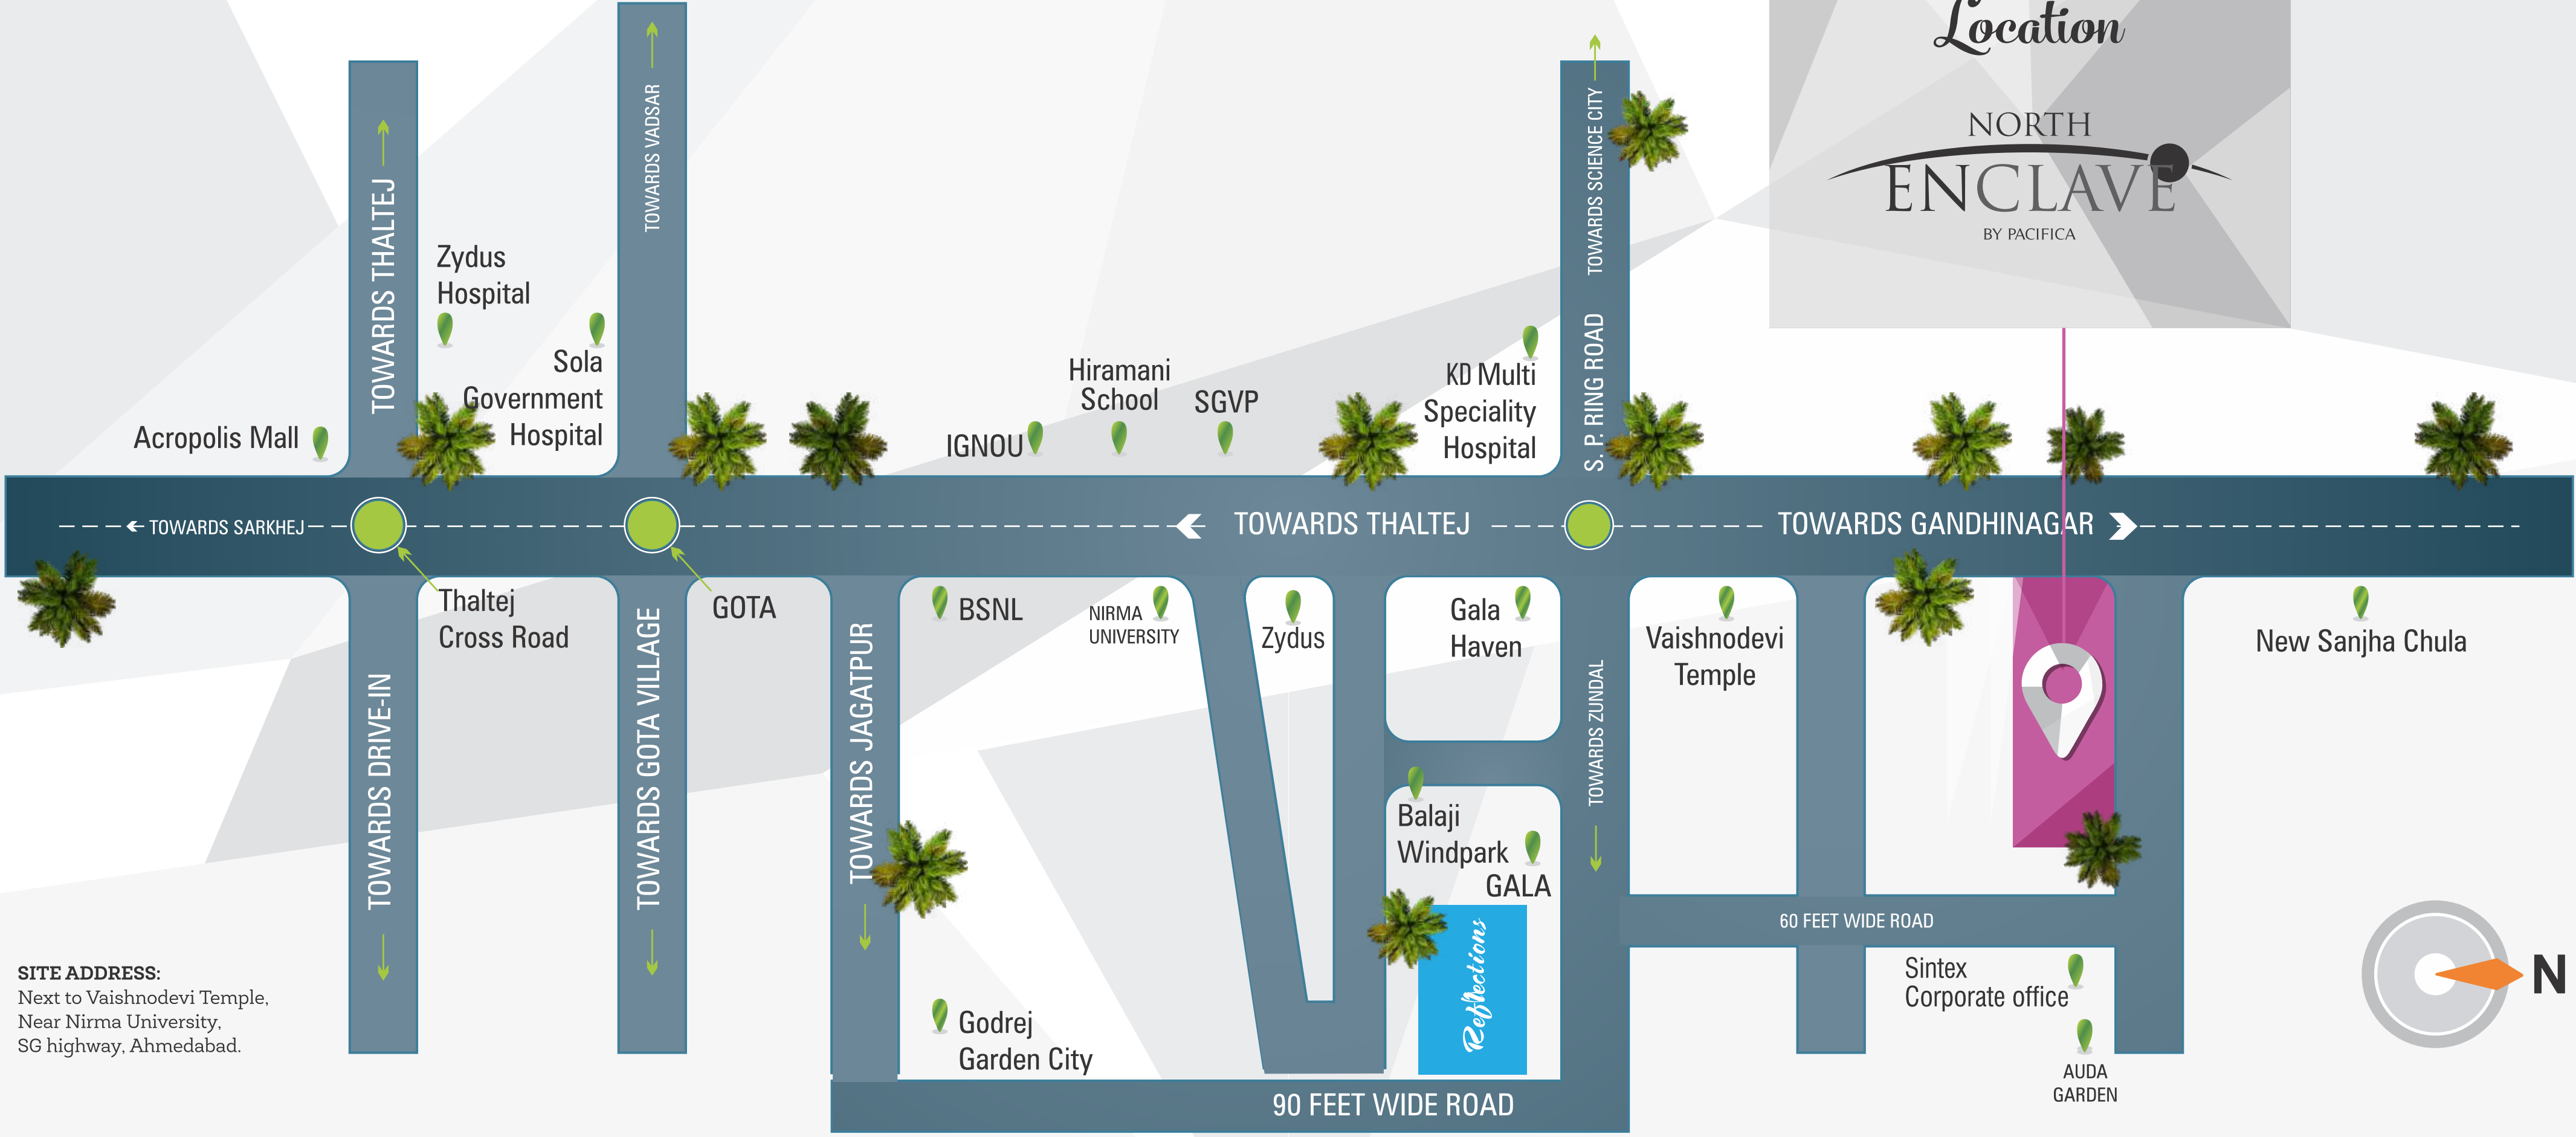 Location
NORTH
ENCLAVE
BY PACIFICA
TOWARDS THALTEJ
TOWARDS VADSAR
TOWARDS SCIENCE CITY
S. P. RING ROAD
Zydus
Hospital
Sola
Government
Hospital
Acropolis Mall
IGNOU
Hiramani
School
SGVP
KD Multi
Speciality
Hospital
TOWARDS SARKHEJ
TOWARDS THALTEJ
TOWARDS GANDHINAGAR
Thaltej
Cross Road
GOTA
BSNL
NIRMA
UNIVERSITY
Zydus
Gala
Haven
Vaishnodevi
Temple
New Sanjha Chula
TOWARDS DRIVE-IN
TOWARDS GOTA VILLAGE
TOWARDS JAGATPUR
TOWARDS ZUNDAL
Balaji
Windpark
GALA
Reflections
60 FEET WIDE ROAD
Sintex
Corporate office
AUDA
GARDEN
N
Godrej
Garden City
90 FEET WIDE ROAD
SITE ADDRESS:
Next to Vaishnodevi Temple,
Near Nirma University,
SG highway, Ahmedabad.